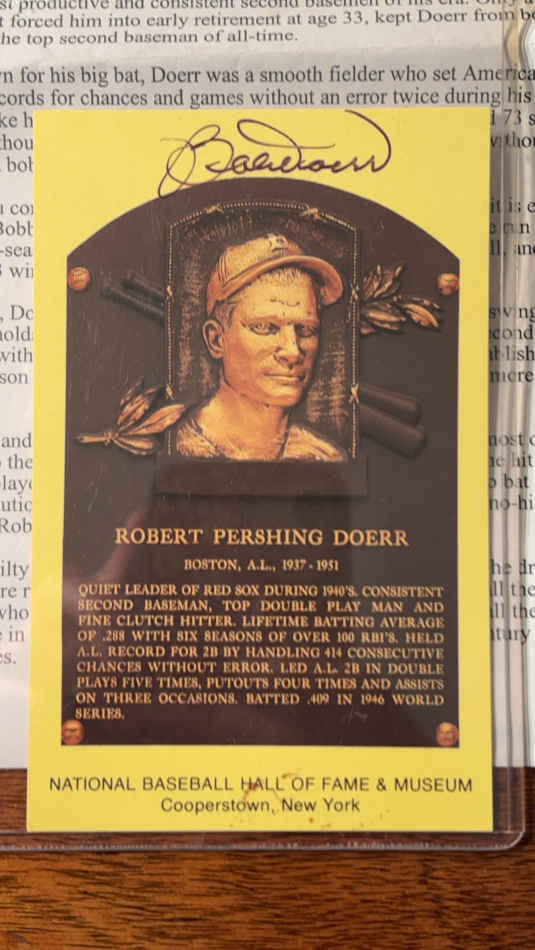 st productive and consistent second basemen of his era. Only
t forced him into early retirement at age 33, kept Doerr from be
he top second baseman of all-time.
n for his big bat, Doerr was a smooth fielder who set America
cords for chances and games without an error twice during his
Bobby Doerr
ROBERT PERSHING DOERR
BOSTON, A.L., 1937 - 1951
QUIET LEADER OF RED SOX DURING 1940'S. CONSISTENT
SECOND BASEMAN, TOP DOUBLE PLAY MAN AND
FINE CLUTCH HITTER. LIFETIME BATTING AVERAGE
OF .288 WITH SIX SEASONS OF OVER 100 RBI'S. HELD
A.L. RECORD FOR 2B BY HANDLING 414 CONSECUTIVE
CHANCES WITHOUT ERROR. LED A.L. 2B IN DOUBLE
PLAYS FIVE TIMES, PUTOUTS FOUR TIMES AND ASSISTS
ON THREE OCCASIONS. BATTED .409 IN 1946 WORLD
SERIES.
NATIONAL BASEBALL HALL OF FAME & MUSEUM
Cooperstown, New York